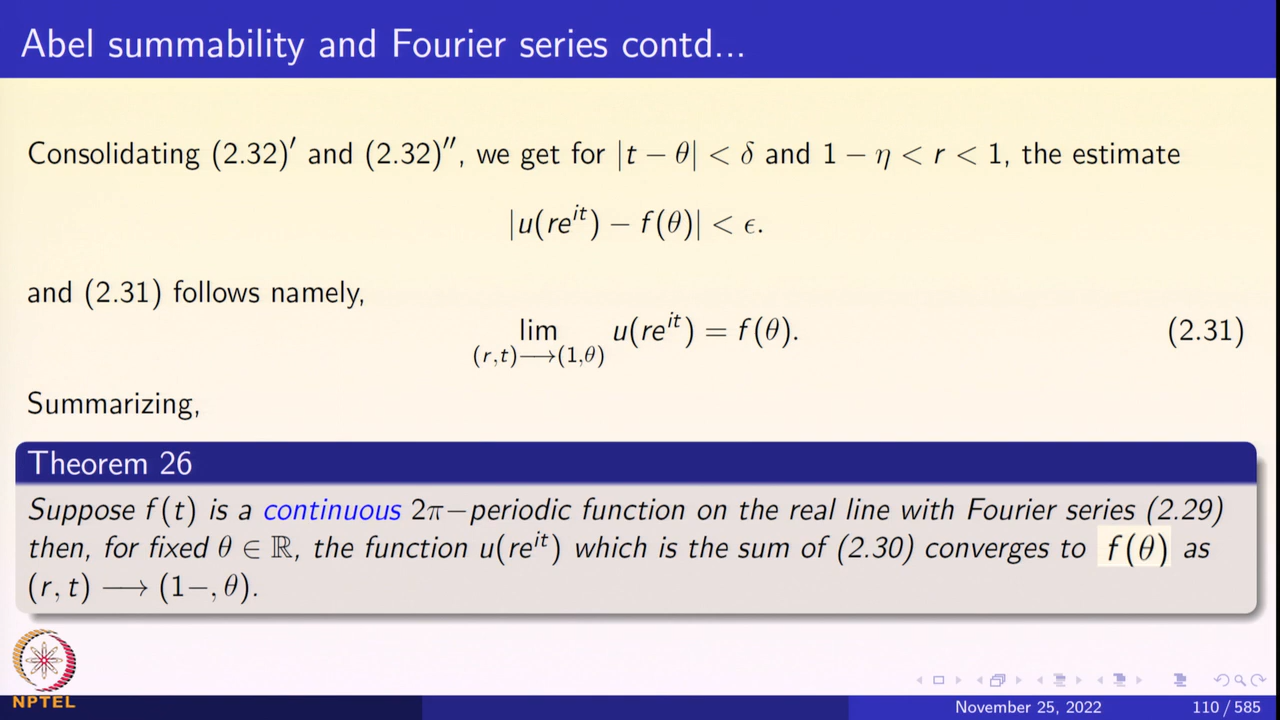 Abel summability and Fourier series contd...
Consolidating (2.32)′ and (2.32)″, we get for |t − θ| < δ and 1 − η < r < 1, the estimate
|u(re^{it}) − f(θ)| < ϵ.
and (2.31) follows namely,
lim_{(r,t)⟶(1,θ)} u(re^{it}) = f(θ). (2.31)
Summarizing,
Theorem 26
Suppose f(t) is a continuous 2π−periodic function on the real line with Fourier series (2.29)
then, for fixed θ ∈ ℝ, the function u(re^{it}) which is the sum of (2.30) converges to f(θ) as
(r, t) ⟶ (1−, θ).
NPTEL
November 25, 2022 110 / 585